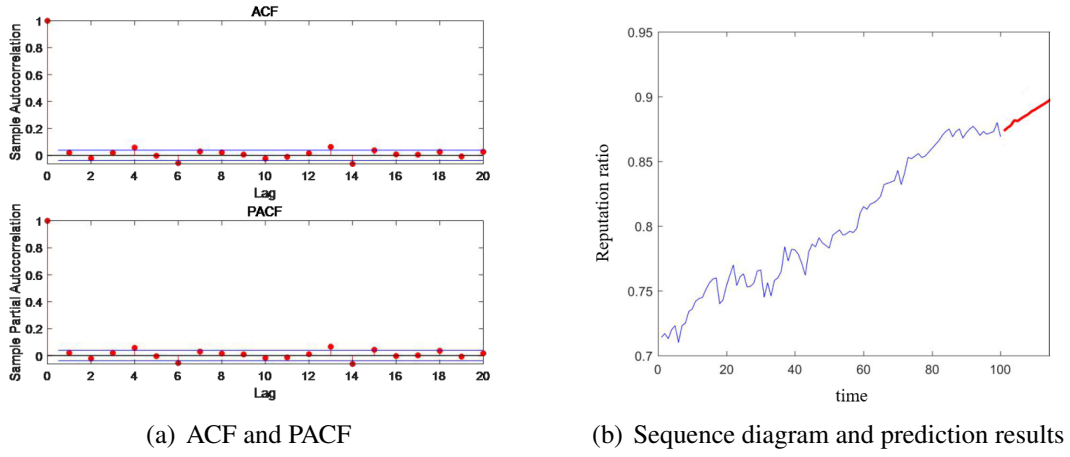 ACF
Sample Autocorrelation
1
0.8
0.6
0.4
0.2
0
0 2 4 6 8 10 12 14 16 18 20
Lag
PACF
Sample Partial Autocorrelation
1
0.8
0.6
0.4
0.2
0
0 2 4 6 8 10 12 14 16 18 20
Lag
(a) ACF and PACF
Reputation ratio
0.95
0.9
0.85
0.8
0.75
0.7
0 20 40 60 80 100
time
(b) Sequence diagram and prediction results